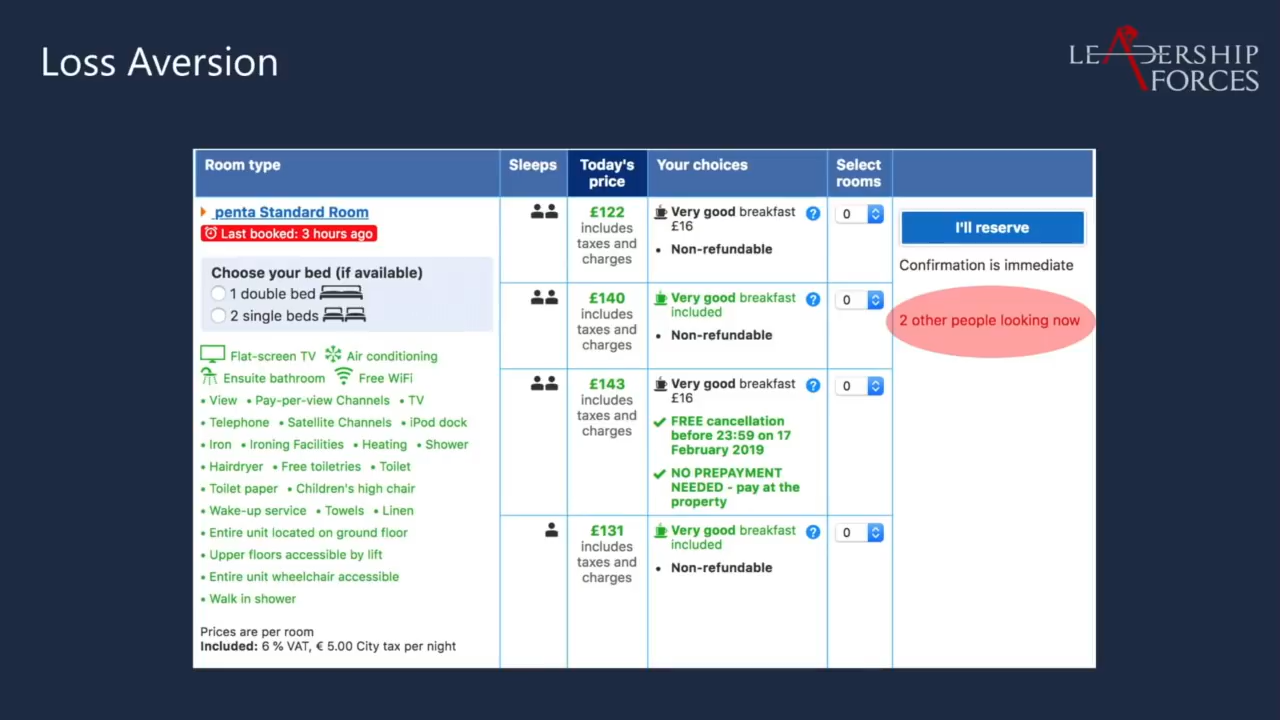 Loss Aversion
LEADERSHIP
FORCES
Room type
Sleeps
Today's
price
Your choices
Select
rooms
penta Standard Room
Last booked: 3 hours ago
Choose your bed (if available)
1 double bed
2 single beds
Flat-screen TV Air conditioning
Ensuite bathroom Free WiFi
• View • Pay-per-view Channels • TV
• Telephone • Satellite Channels • iPod dock
• Iron • Ironing Facilities • Heating • Shower
• Hairdryer • Free toiletries • Toilet
• Toilet paper • Children's high chair
• Wake-up service • Towels • Linen
• Entire unit located on ground floor
• Upper floors accessible by lift
• Entire unit wheelchair accessible
• Walk in shower
Prices are per room
Included: 6 % VAT, € 5.00 City tax per night
£122
includes
taxes and
charges
Very good breakfast ?
£16
• Non-refundable
0
£140
includes
taxes and
charges
Very good breakfast ?
included
• Non-refundable
0
£143
includes
taxes and
charges
Very good breakfast ?
£16
FREE cancellation
before 23:59 on 17
February 2019
NO PREPAYMENT
NEEDED - pay at the
property
0
£131
includes
taxes and
charges
Very good breakfast ?
included
• Non-refundable
0
I'll reserve
Confirmation is immediate
2 other people looking now